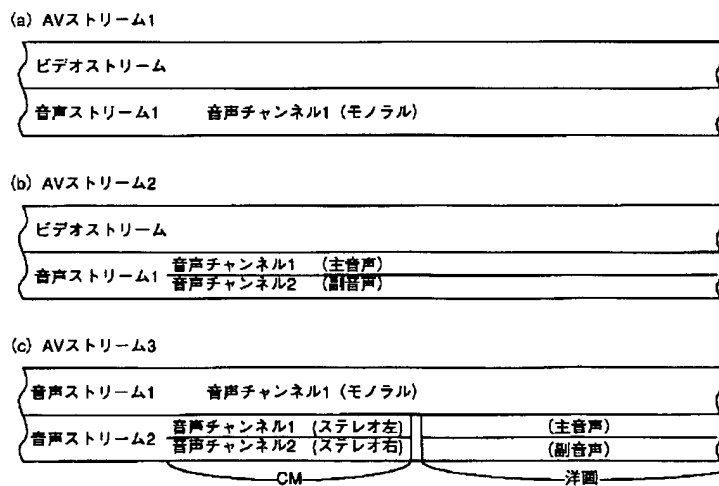 (a) AVストリーム1
ビデオストリーム
音声ストリーム1 音声チャンネル1 (モノラル)
(b) AVストリーム2
ビデオストリーム
音声ストリーム1
音声チャンネル1 (主音声)
音声チャンネル2 (副音声)
(c) AVストリーム3
音声ストリーム1 音声チャンネル1 (モノラル)
音声ストリーム2
音声チャンネル1 (ステレオ左) (主音声)
音声チャンネル2 (ステレオ右) (副音声)
CM 洋画